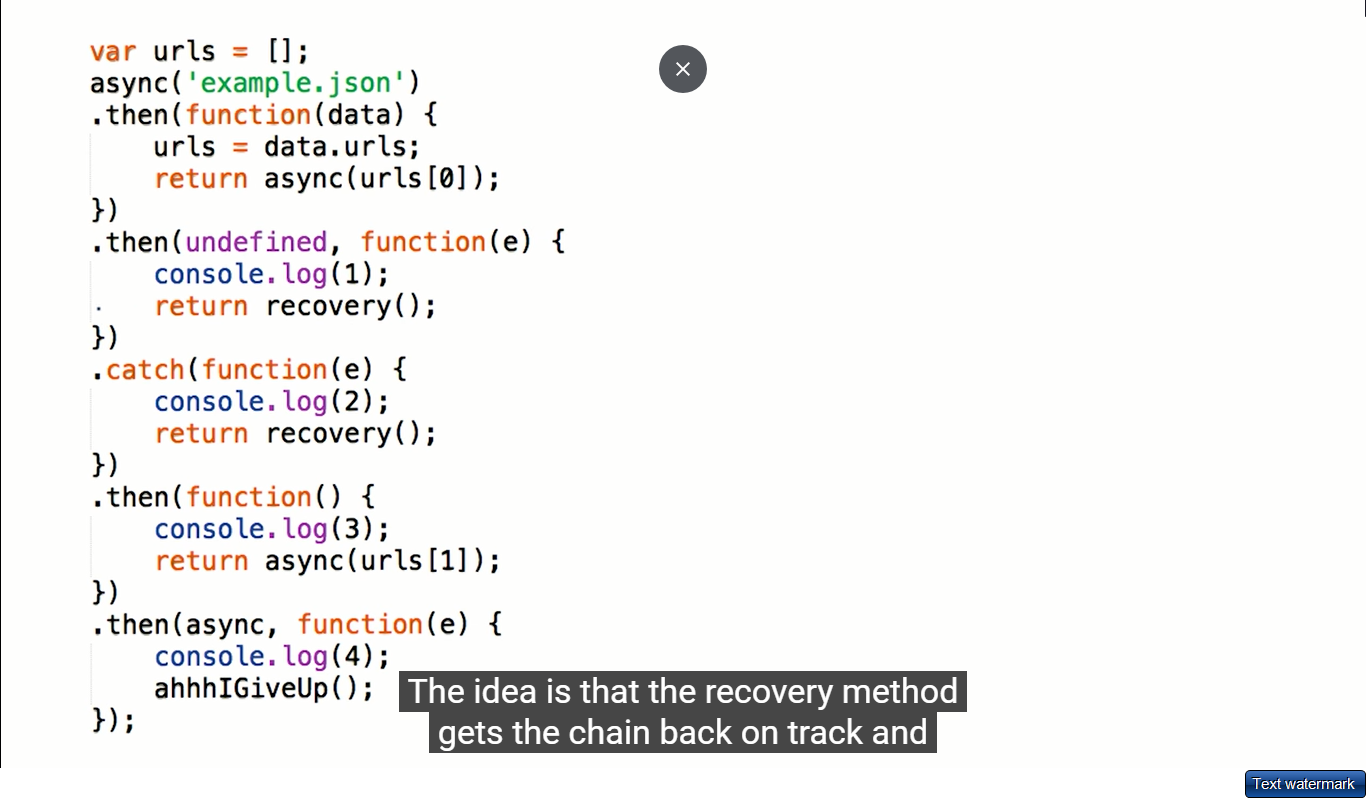 var urls = [];
async('example.json')
.then(function(data) {
    urls = data.urls;
    return async(urls[0]);
})
.then(undefined, function(e) {
    console.log(1);
    return recovery();
})
.catch(function(e) {
    console.log(2);
    return recovery();
})
.then(function() {
    console.log(3);
    return async(urls[1]);
})
.then(async, function(e) {
    console.log(4);
    ahhhIGiveUp();
});
The idea is that the recovery method
gets the chain back on track and
Text watermark